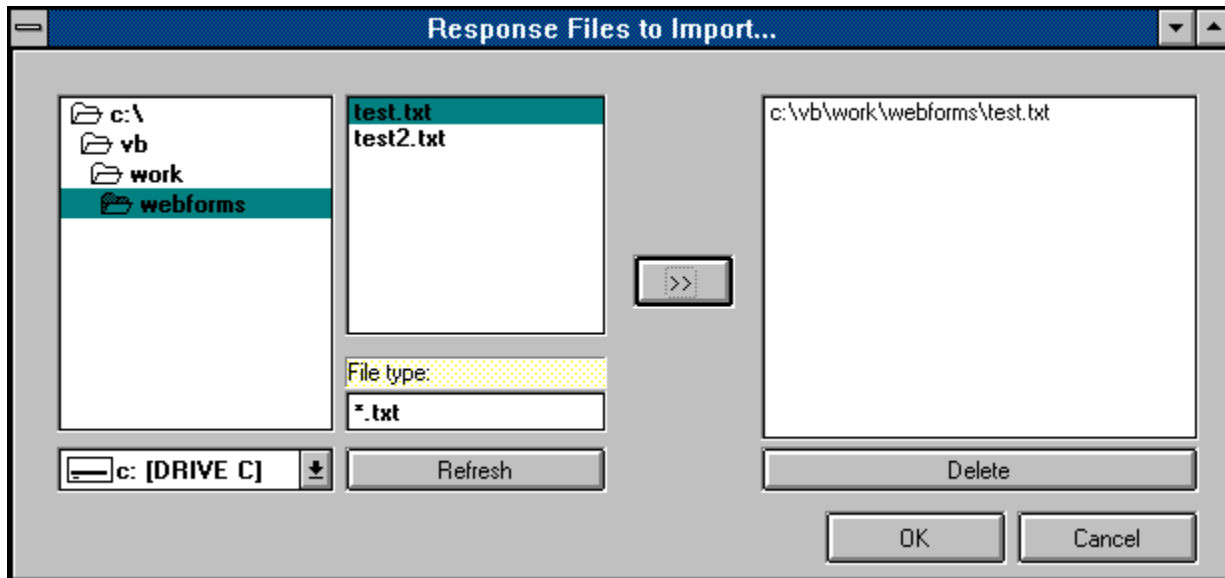 Response Files to Import...
c:\
vb
work
webforms
c: [DRIVE C]
test.txt
test2.txt
File type:
*.txt
Refresh
>>
c:\vb\work\webforms\test.txt
Delete
OK
Cancel